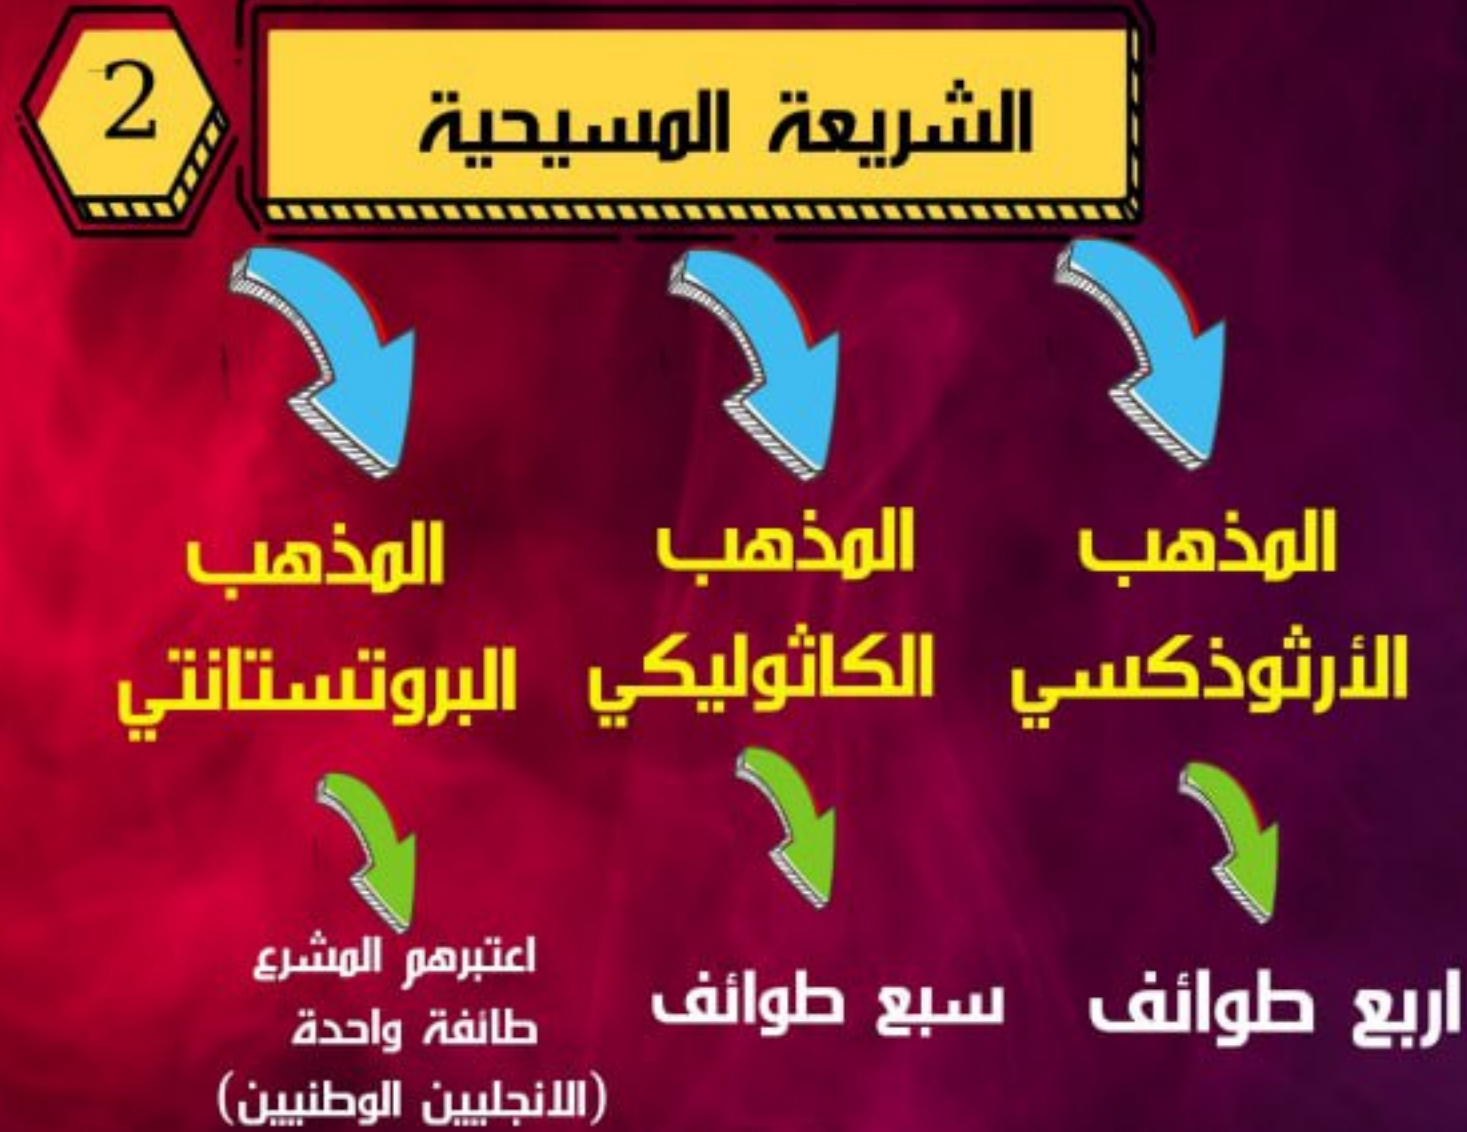 2
الشريعة المسيحية
المذهب
الأرثوذكسي
اربع طوائف
المذهب
الكاثوليكي
سبع طوائف
المذهب
البروتستانتي
اعتبرهم المشرع
طائفة واحدة
(الانجليين الوطنيين)